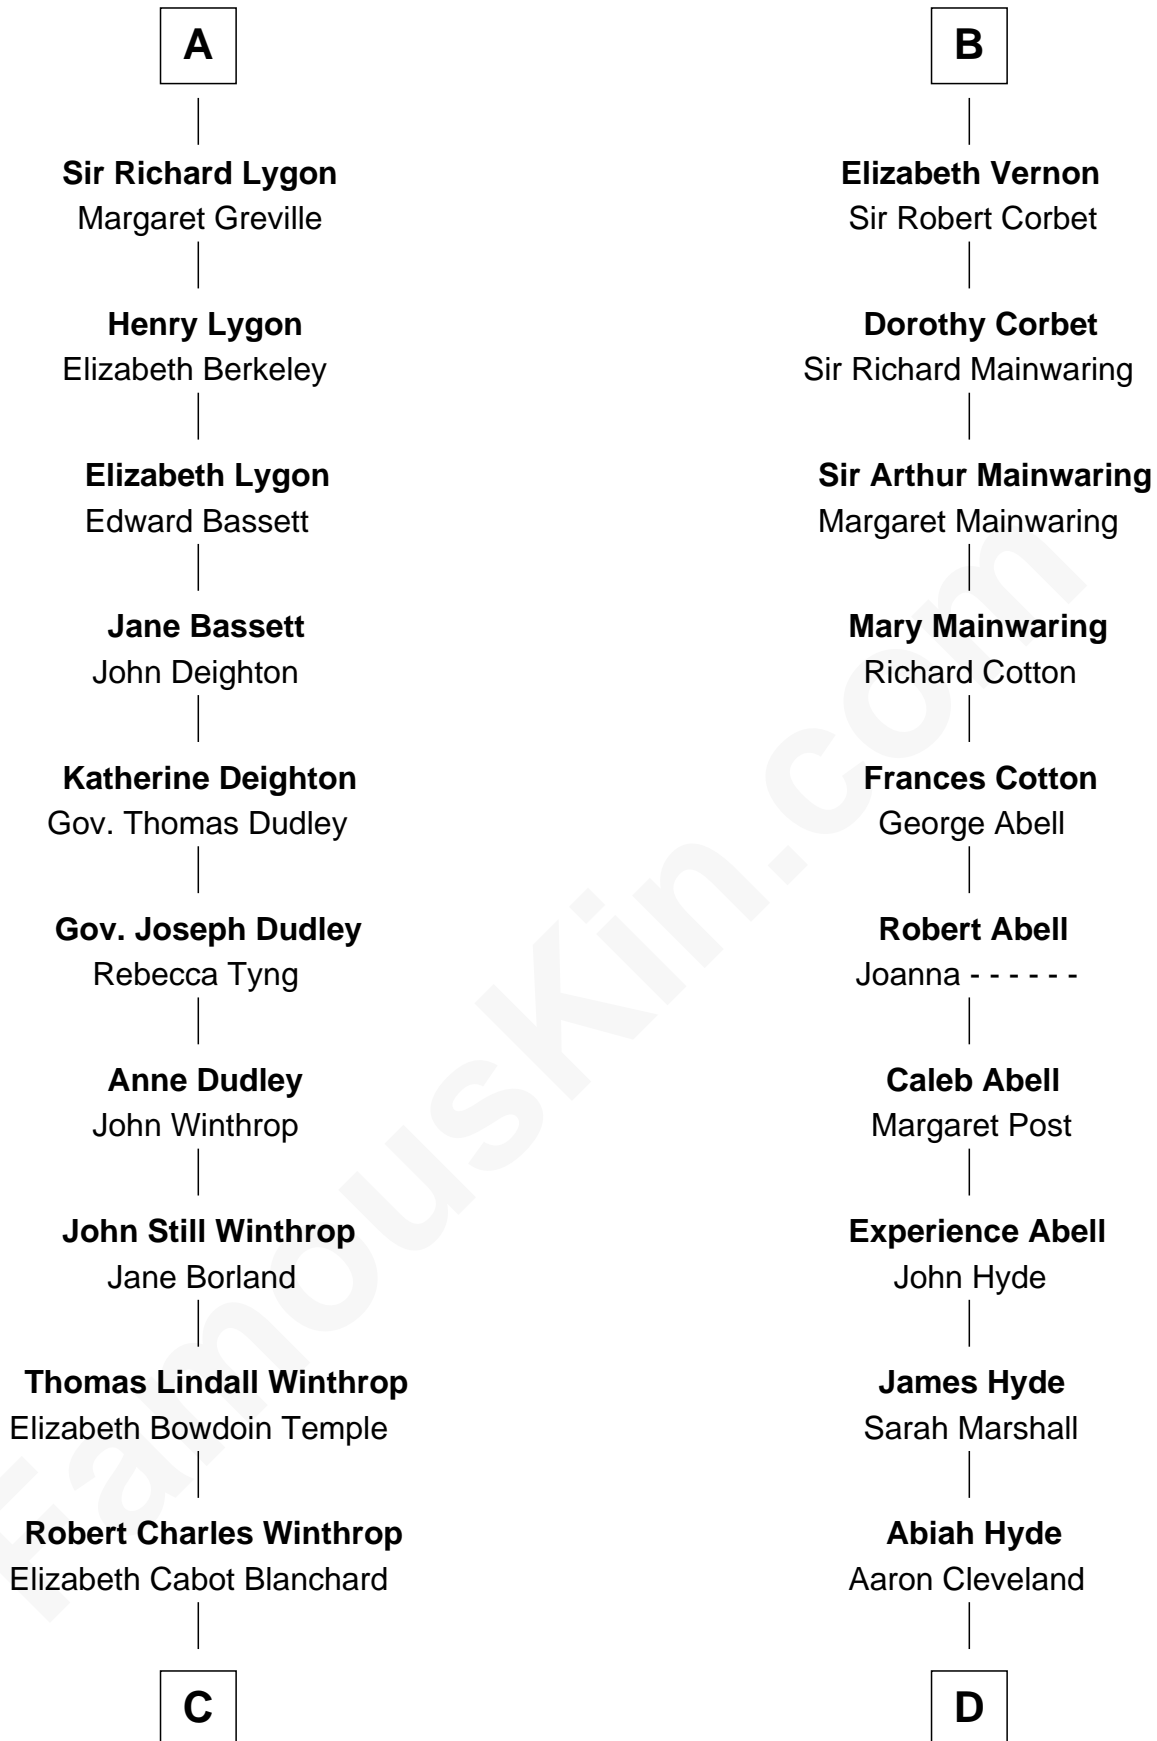 A
Sir Richard Lygon
Margaret Greville
Henry Lygon
Elizabeth Berkeley
Elizabeth Lygon
Edward Bassett
Jane Bassett
John Deighton
Katherine Deighton
Gov. Thomas Dudley
Gov. Joseph Dudley
Rebecca Tyng
Anne Dudley
John Winthrop
John Still Winthrop
Jane Borland
Thomas Lindall Winthrop
Elizabeth Bowdoin Temple
Robert Charles Winthrop
Elizabeth Cabot Blanchard
C
B
Elizabeth Vernon
Sir Robert Corbet
Dorothy Corbet
Sir Richard Mainwaring
Sir Arthur Mainwaring
Margaret Mainwaring
Mary Mainwaring
Richard Cotton
Frances Cotton
George Abell
Robert Abell
Joanna - - - - - -
Caleb Abell
Margaret Post
Experience Abell
John Hyde
James Hyde
Sarah Marshall
Abiah Hyde
Aaron Cleveland
D
FamousKin.com